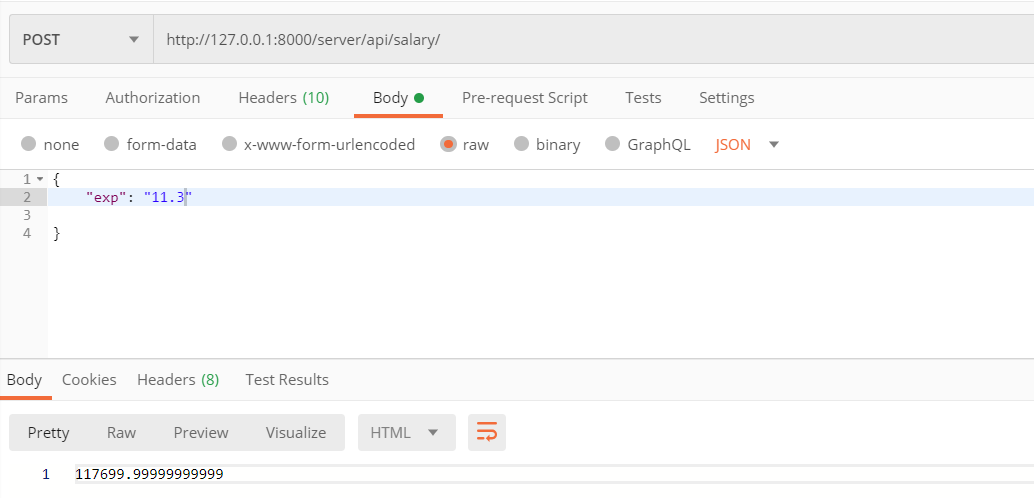 POST http://127.0.0.1:8000/server/api/salary/
Params Authorization Headers (10) Body Pre-request Script Tests Settings
none form-data x-www-form-urlencoded raw binary GraphQL JSON
1 {
2 "exp": "11.3"
3
4 }
Body Cookies Headers (8) Test Results
Pretty Raw Preview Visualize HTML
1 117699.99999999999